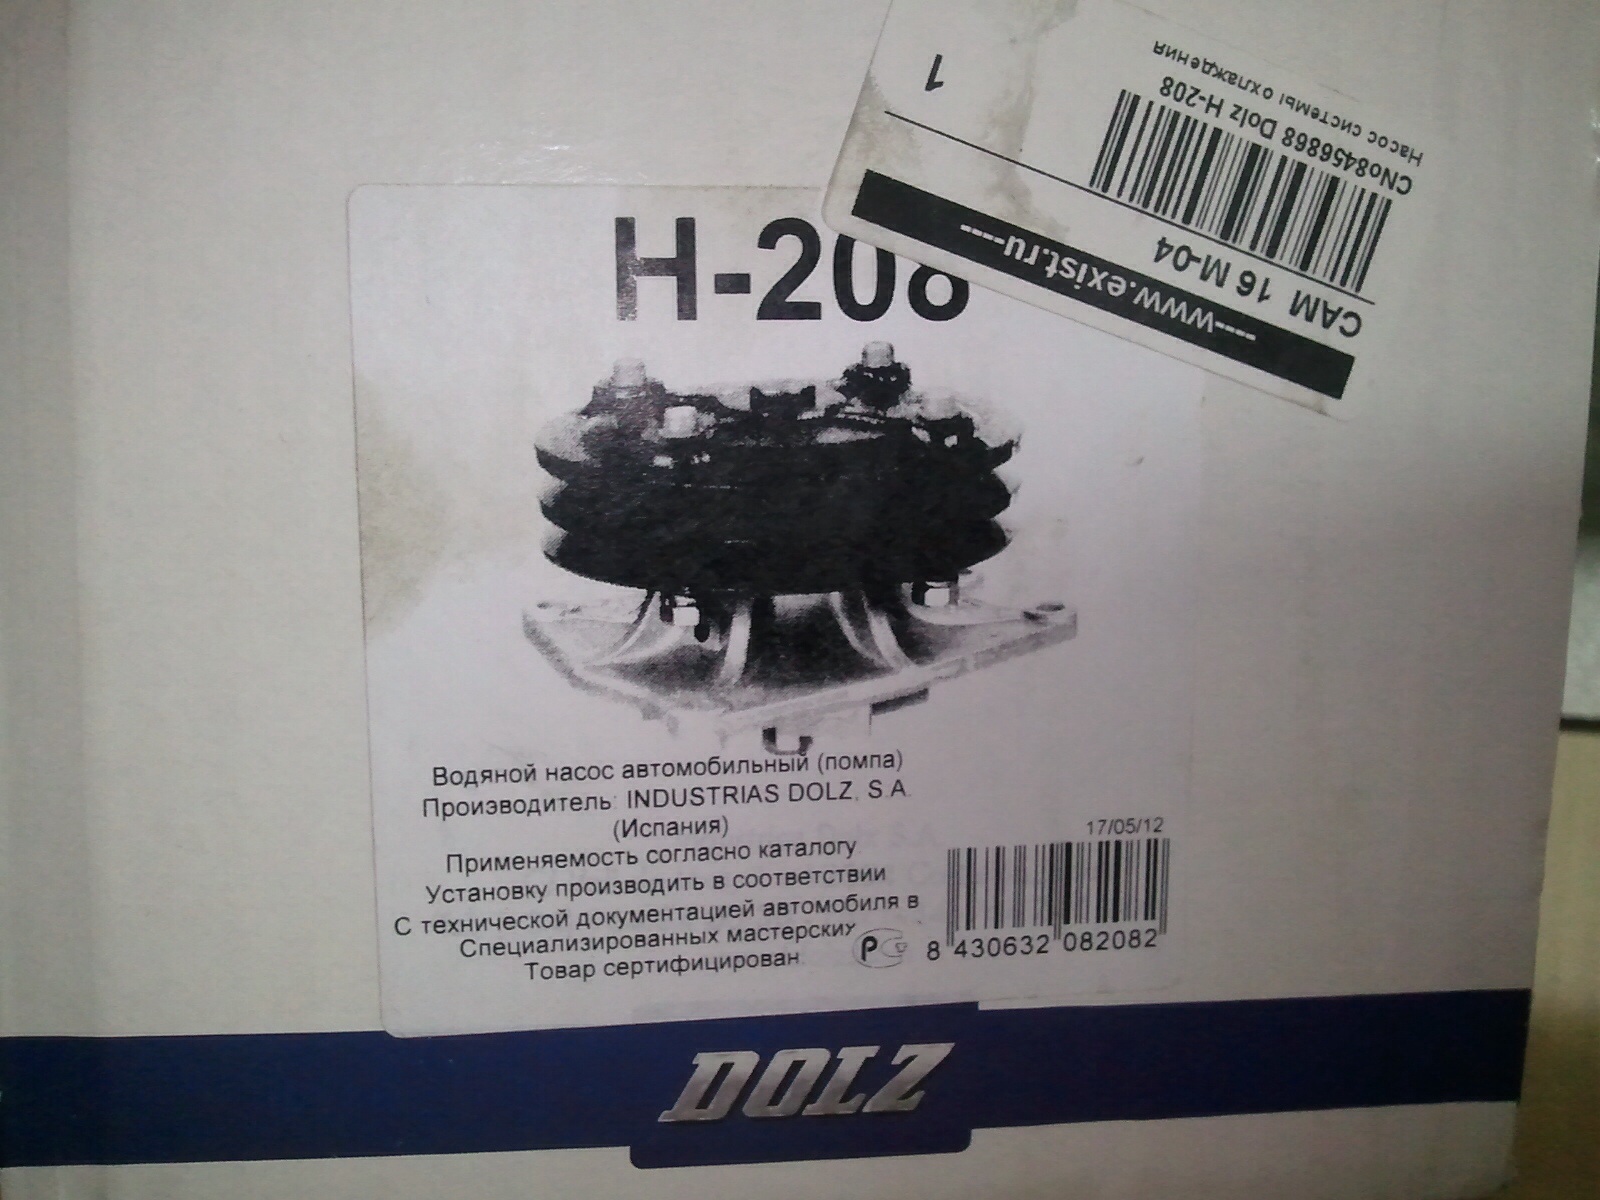 1
Насос системы охлаждения
CNo8456868 Dolz H-208
CAM 16 M-04
----www.exist.ru----
H-208
Водяной насос автомобильный (помпа)
Производитель: INDUSTRIAS DOLZ, S.A.
(Испания)
Применяемость согласно каталогу
Установку производить в соответствии
С технической документацией автомобиля в
Специализированных мастерских
Товар сертифицирован
17/05/12
8 430632 082082
DOLZ